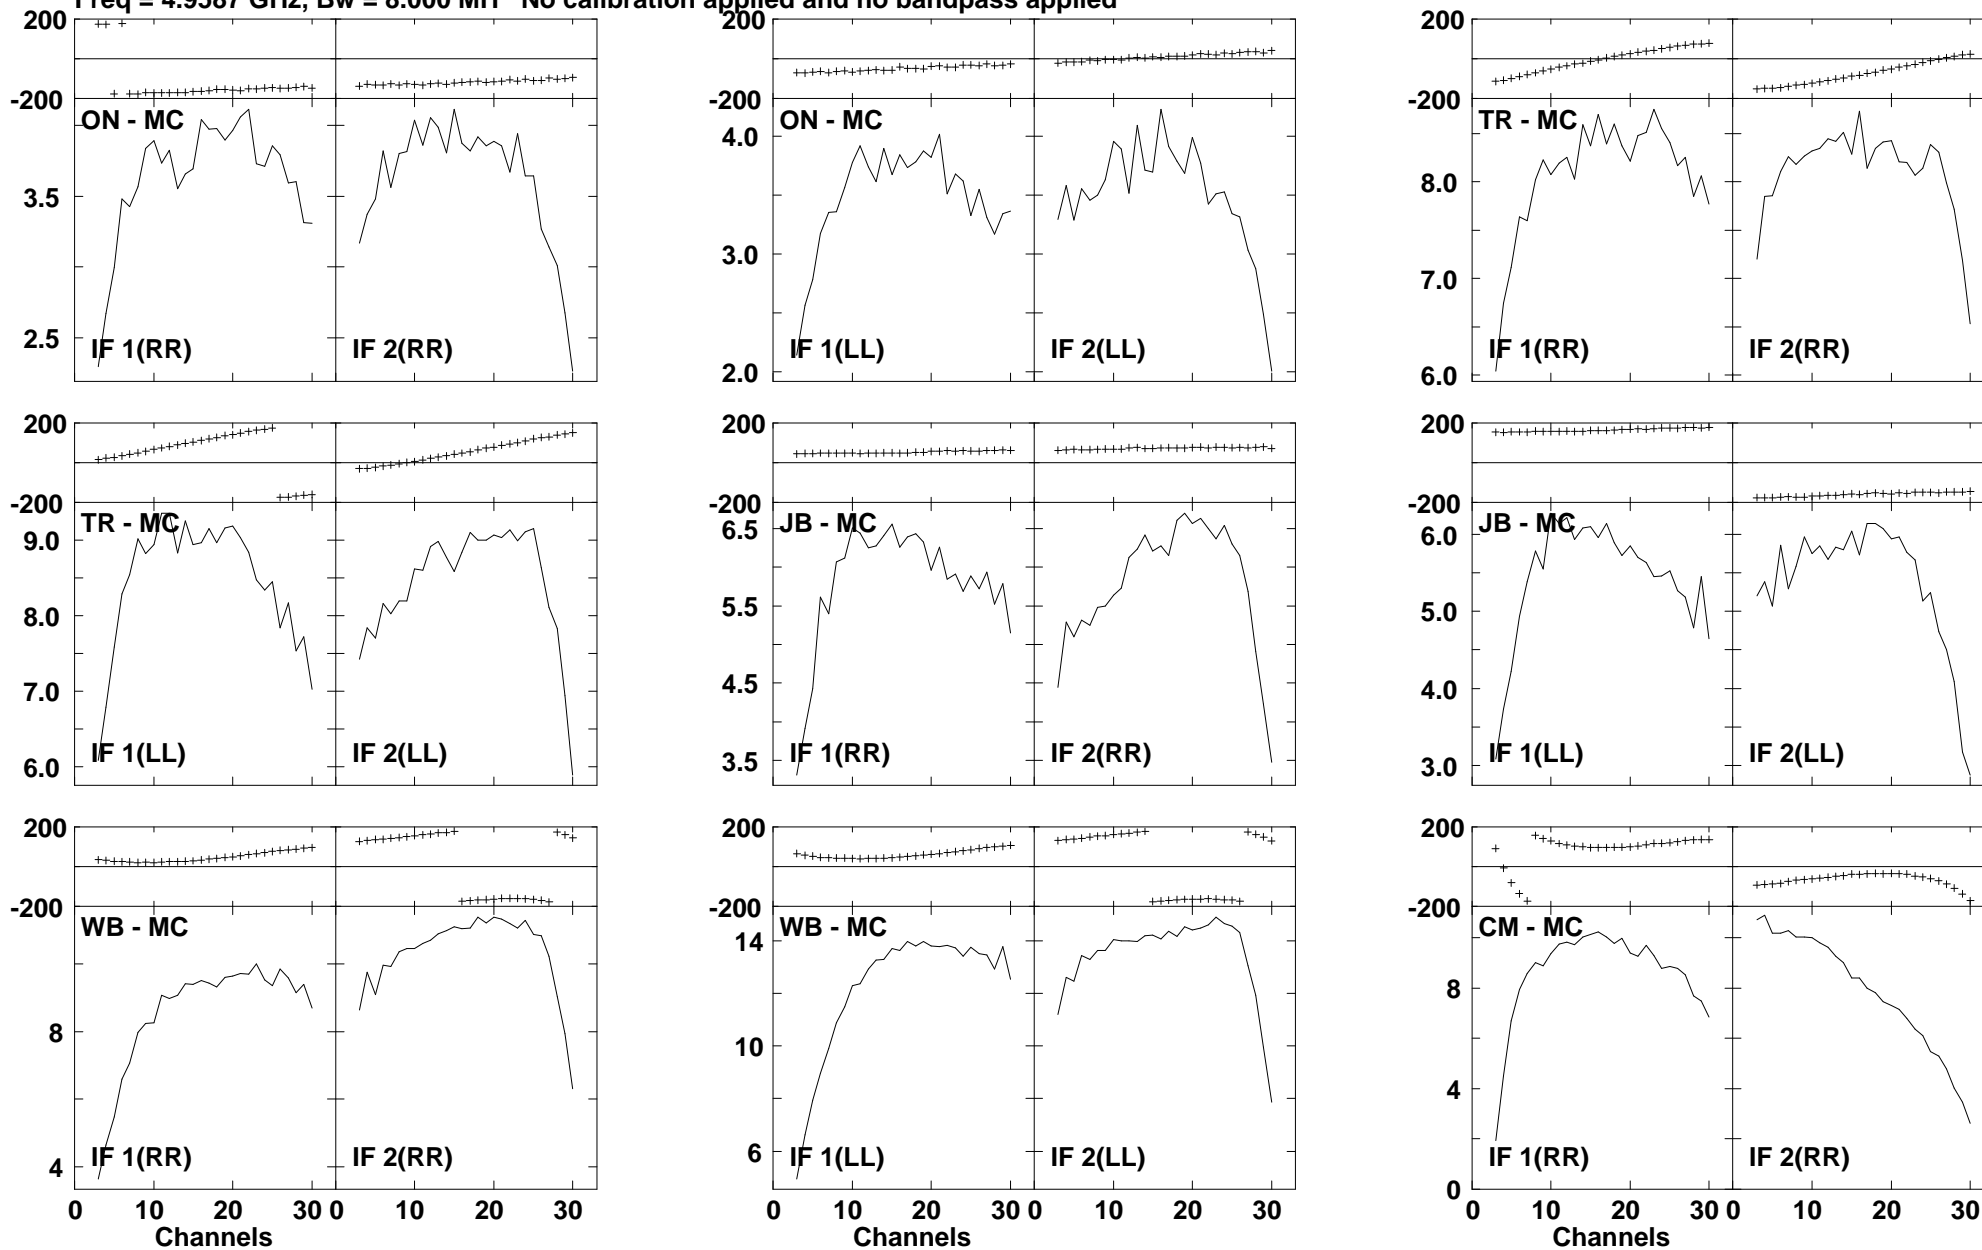 Freq = 4.9587 GHz, Bw = 8.000 MH No calibration applied and no bandpass applied
200 200 200
-200 -200 -200
ON - MC ON - MC TR - MC
3.5 4.0 8.0
3.0 7.0
2.5 2.0 6.0
IF 1(RR) IF 2(RR) IF 1(LL) IF 2(LL) IF 1(RR) IF 2(RR)
200 200 200
-200 -200 -200
TR - MC JB - MC JB - MC
9.0 6.5 6.0
8.0 5.5 5.0
7.0 4.5 4.0
6.0 3.5 3.0
IF 1(LL) IF 2(LL) IF 1(RR) IF 2(RR) IF 1(LL) IF 2(LL)
200 200 200
-200 -200 -200
WB - MC WB - MC CM - MC
8 14 8
4 10 4
6 0
IF 1(RR) IF 2(RR) IF 1(LL) IF 2(LL) IF 1(RR) IF 2(RR)
0 10 20 30 0 10 20 30 0 10 20 30 0 10 20 30 0 10 20 30 0 10 20 30
Channels Channels Channels